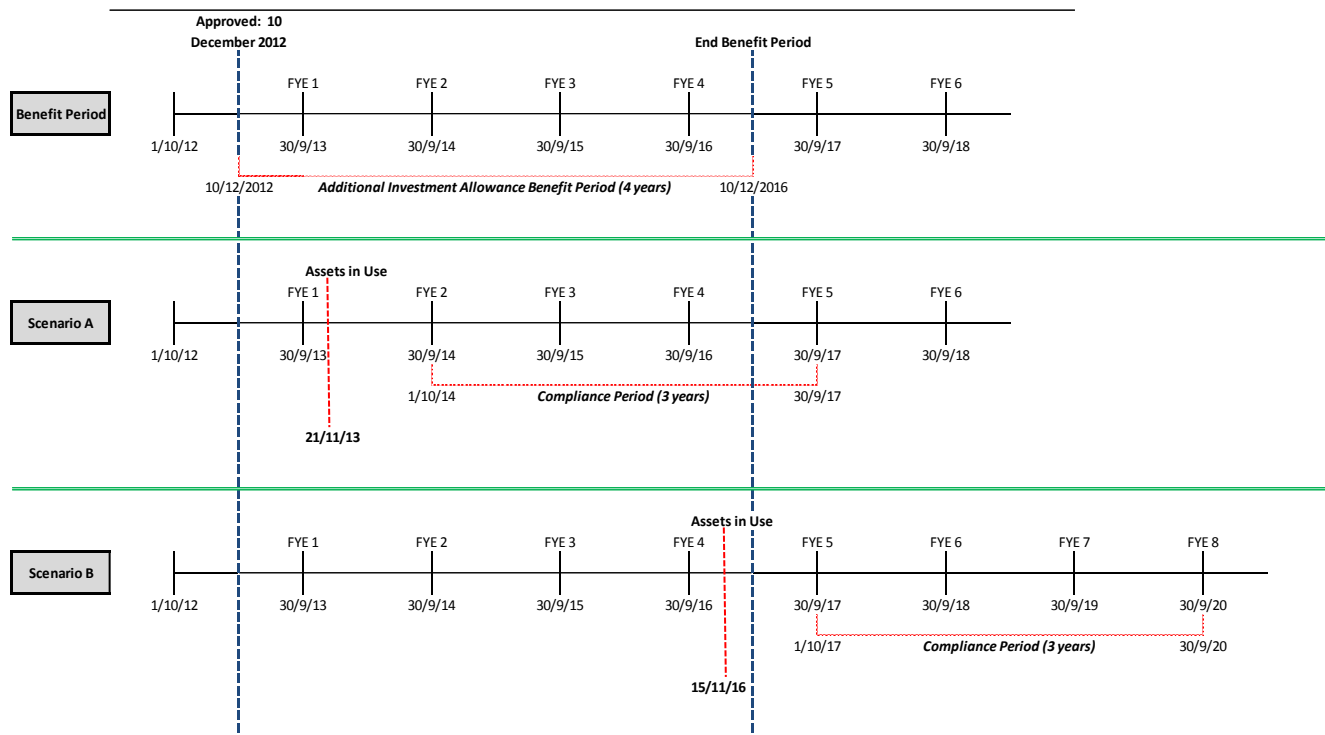 Approved: 10
December 2012
End Benefit Period
FYE 1 FYE 2 FYE 3 FYE 4 FYE 5 FYE 6
Benefit Period
1/10/12 30/9/13 30/9/14 30/9/15 30/9/16 30/9/17 30/9/18
10/12/2012 Additional Investment Allowance Benefit Period (4 years) 10/12/2016
Assets in Use
FYE 1 FYE 2 FYE 3 FYE 4 FYE 5 FYE 6
Scenario A
1/10/12 30/9/13 30/9/14 30/9/15 30/9/16 30/9/17 30/9/18
1/10/14 Compliance Period (3 years) 30/9/17
21/11/13
Assets in Use
FYE 1 FYE 2 FYE 3 FYE 4 FYE 5 FYE 6 FYE 7 FYE 8
Scenario B
1/10/12 30/9/13 30/9/14 30/9/15 30/9/16 30/9/17 30/9/18 30/9/19 30/9/20
1/10/17 Compliance Period (3 years) 30/9/20
15/11/16